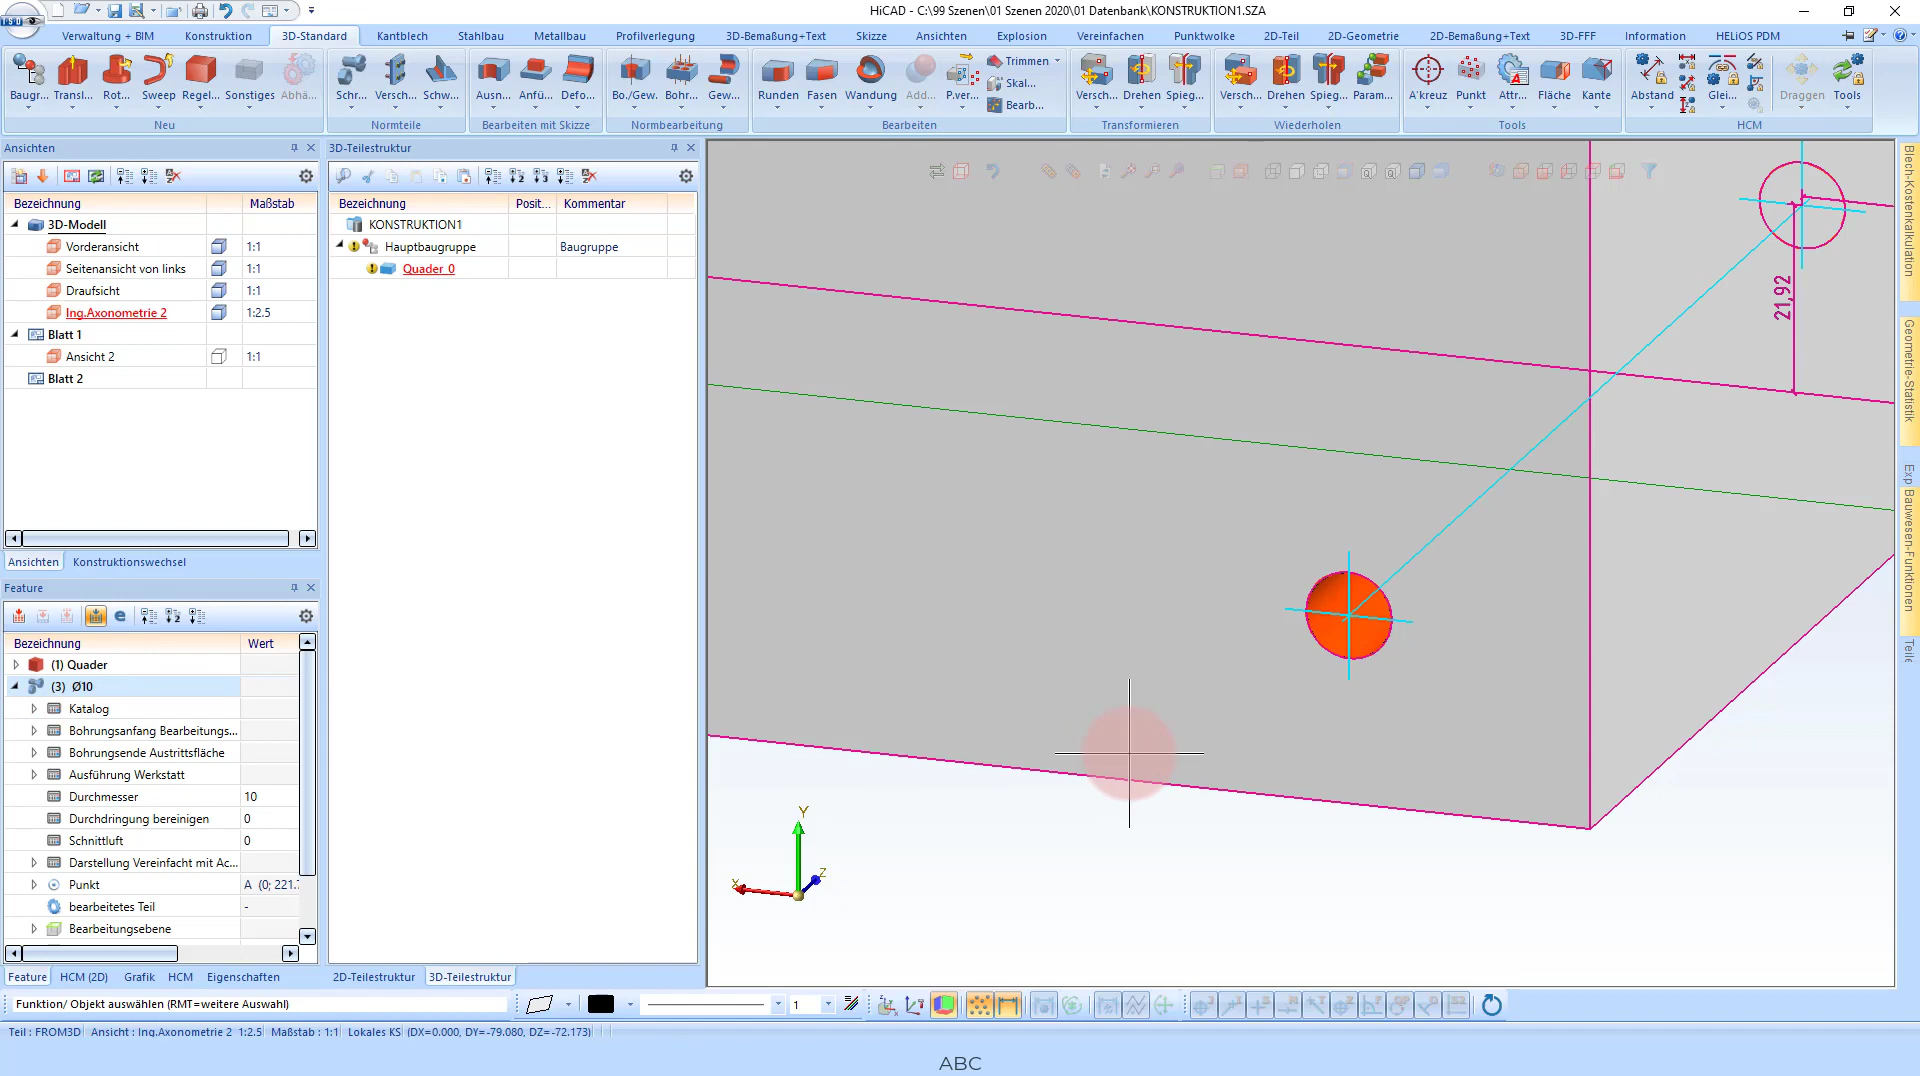 HiCAD - C:\99 Szenen\01 Szenen 2020\01 Datenbank\KONSTRUKTION1.SZA
ISD
Verwaltung + BIM Konstruktion 3D-Standard Kantblech Stahlbau Metallbau Profilverlegung 3D-Bemaßung+Text Skizze Ansichten Explosion Vereinfachen Punktwolke 2D-Teil 2D-Geometrie 2D-Bemaßung+Text 3D-FFF Information HELiOS PDM
Trimmen
Skal...
Bearb...
Baugr... Transl... Rot... Sweep Regel... Sonstiges Abhä... Schr... Versch... Schw... Ausn... Anfü... Defo... Bo./Gew. Bohr... Gew... Runden Fasen Wandung Add... P.ver... Versch... Drehen Spieg... Versch... Drehen Spieg... Param... A'kreuz Punkt Attr... Fläche Kante Abstand Glei... Draggen Tools
Neu Normteile Bearbeiten mit Skizze Normbearbeitung Bearbeiten Transformieren Wiederholen Tools HCM
Ansichten
Bezeichnung Maßstab
3D-Modell
Vorderansicht 1:1
Seitenansicht von links 1:1
Draufsicht 1:1
Ing.Axonometrie 2 1:2.5
Blatt 1
Ansicht 2 1:1
Blatt 2
Ansichten Konstruktionswechsel
Feature
Bezeichnung Wert
(1) Quader
(3) Ø10
Katalog
Bohrungsanfang Bearbeitungs...
Bohrungsende Austrittsfläche
Ausführung Werkstatt
Durchmesser 10
Durchdringung bereinigen 0
Schnittluft 0
Darstellung Vereinfacht mit Ac...
Punkt A (0; 221.
bearbeitetes Teil -
Bearbeitungsebene
Feature HCM (2D) Grafik HCM Eigenschaften
3D-Teilestruktur
Bezeichnung Posit... Kommentar
KONSTRUKTION1
Hauptbaugruppe Baugruppe
Quader_0
2D-Teilestruktur 3D-Teilestruktur
21,92
Y
X
Z
Blech-Kostenkalkulation
Geometrie-Statistik
Exp
Bauwesen-Funktionen
Teile
Funktion/ Objekt auswählen (RMT=weitere Auswahl)
1
Teil : FROM3D Ansicht : Ing.Axonometrie 2 1:2.5 Maßstab : 1:1 Lokales KS (DX=0.000, DY=-79.080, DZ=-72.173)
ABC